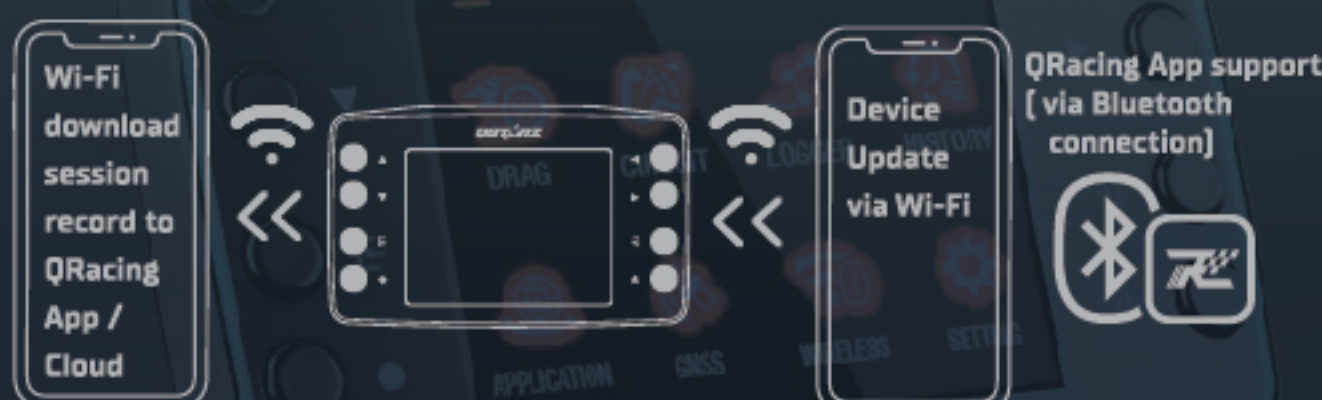 Wi-Fi
download
session
record to
QRacing
App /
Cloud
Device
Update
via Wi-Fi
QRacing App support
[ via Bluetooth
connection]
DRAG
LOGGER
HISTORY
APPLICATION
GNSS
WIRELESS
SETTING